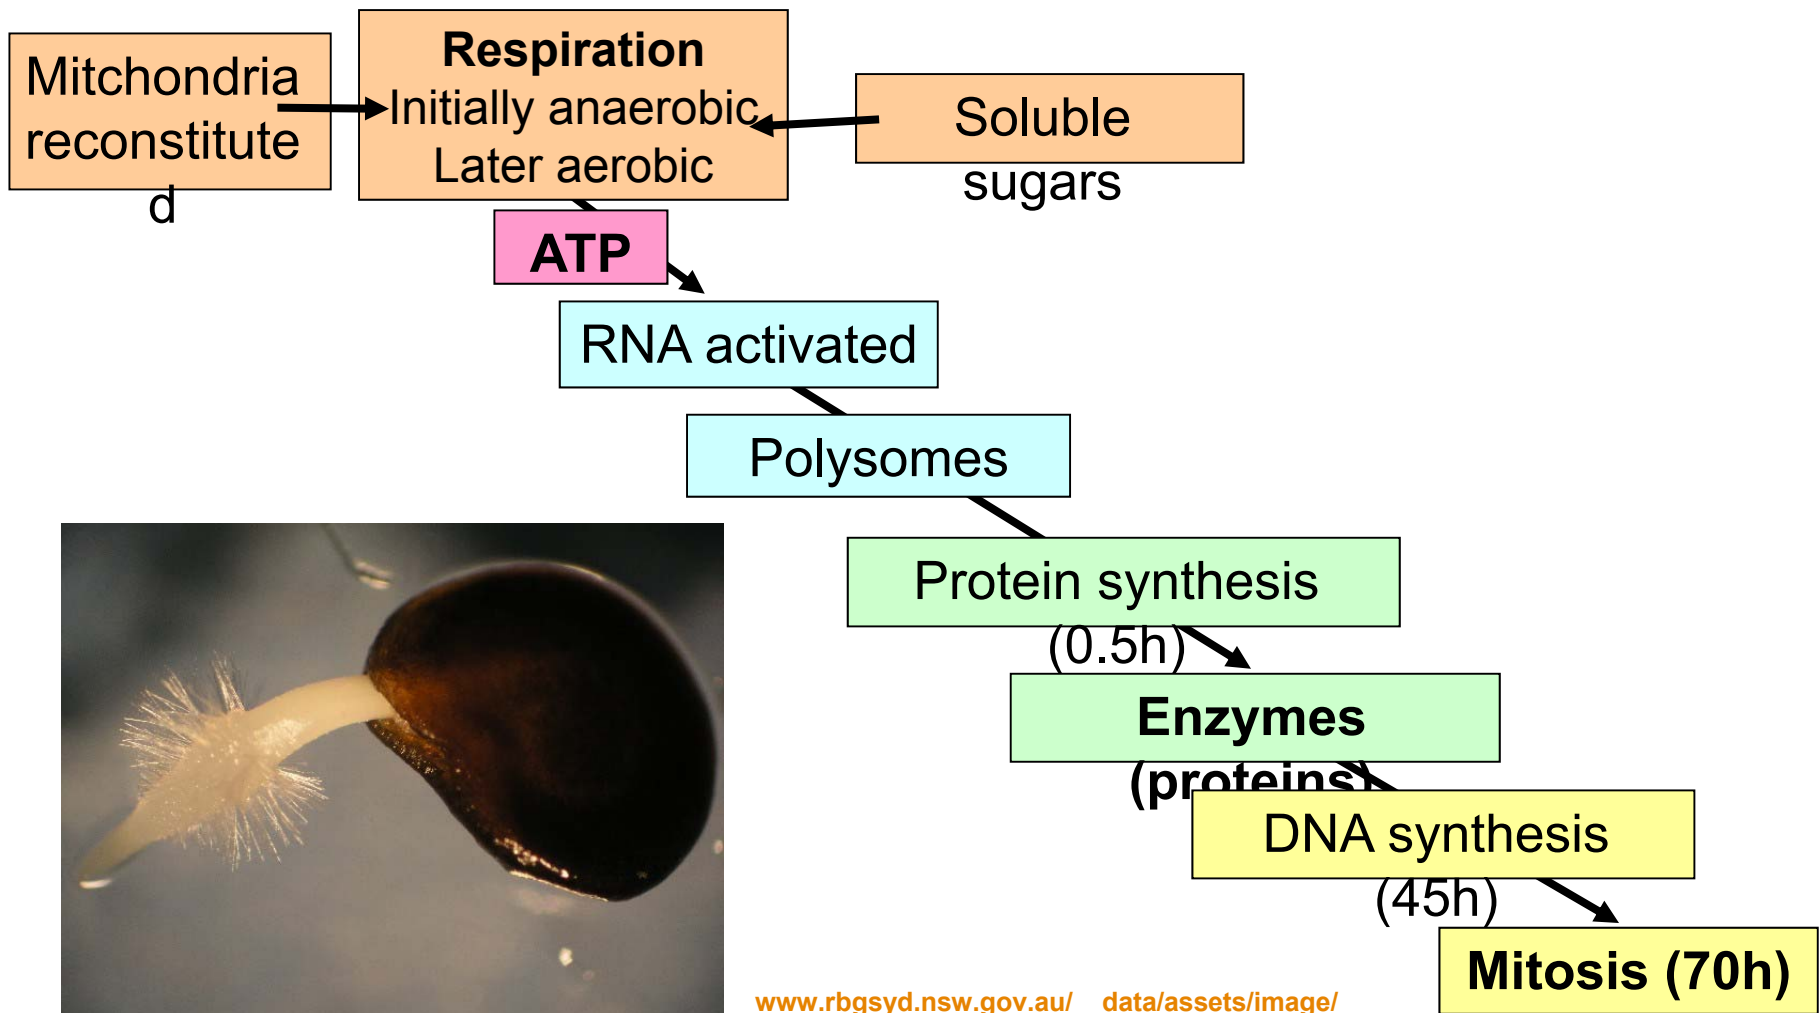 Mitchondria
reconstitute
d
Respiration
Initially anaerobic
Later aerobic
Soluble
sugars
ATP
RNA activated
Polysomes
Protein synthesis
(0.5h)
Enzymes
(proteins)
DNA synthesis
(45h)
Mitosis (70h)
www.rbgsyd.nsw.gov.au/ data/assets/image/